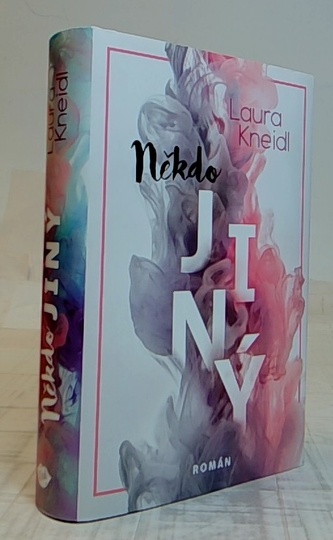 Laura
Kneidl
Někdo
JINÝ
ROMÁN
Laura
Kneidl
Někdo JINÝ